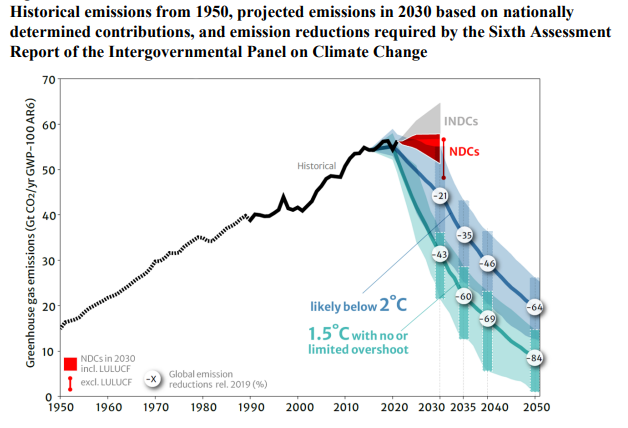 Historical emissions from 1950, projected emissions in 2030 based on nationally
determined contributions, and emission reductions required by the Sixth Assessment
Report of the Intergovernmental Panel on Climate Change
Greenhouse gas emissions (Gt CO₂/yr GWP-100 AR6)
70
60
50
40
30
20
10
0
INDCs
NDCs
Historical
-21
-35
-46
-64
-43
-60
-69
-84
likely below 2°C
1.5°C with no or
limited overshoot
NDCs in 2030
incl. LULUCF
excl. LULUCF
-X
Global emission
reductions rel. 2019 (%)
1950
1960
1970
1980
1990
2000
2010
2020
2030
2035
2040
2050